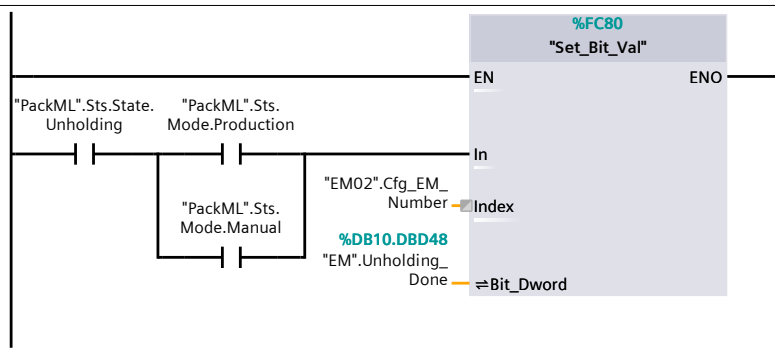 %FC80
"Set_Bit_Val"
EN
ENO
"PackML".Sts.State.
Unholding
"PackML".Sts.
Mode.Production
In
"PackML".Sts.
Mode.Manual
"EM02".Cfg_EM_
Number
Index
%DB10.DBD48
"EM".Unholding_
Done
⇌Bit_Dword